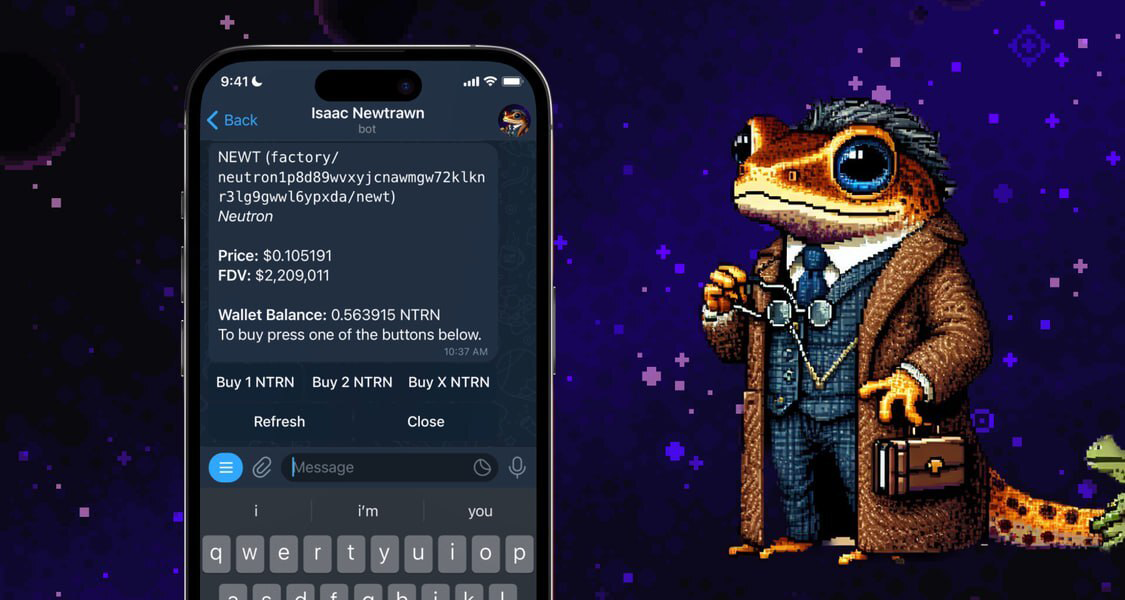 9:41
Back
Isaac Newtrawn
bot
NEWT (factory/
neutron1p8d89wvxyjcnawmgw72klkn
r3lg9gwwl6ypxda/newt)
Neutron
Price: $0.105191
FDV: $2,209,011
Wallet Balance: 0.563915 NTRN
To buy press one of the buttons below.
10:37 AM
Buy 1 NTRN Buy 2 NTRN Buy X NTRN
Refresh Close
Message
i i'm you
q w e r t y u i o p
a s d f g h j k l